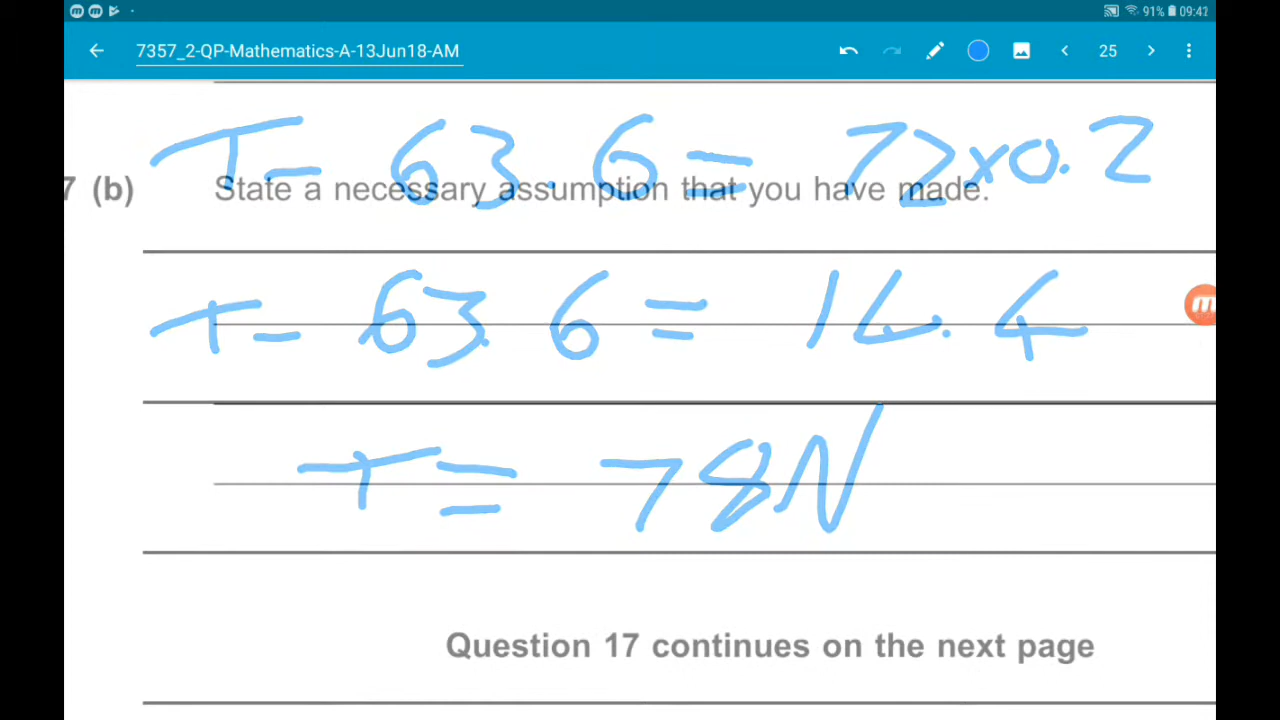 91% 09:42
7357_2-QP-Mathematics-A-13Jun18-AM 25
T - 63.6 = 72×0.2
7 (b) State a necessary assumption that you have made.
T - 63.6 = 14.4
T = 78N
Question 17 continues on the next page